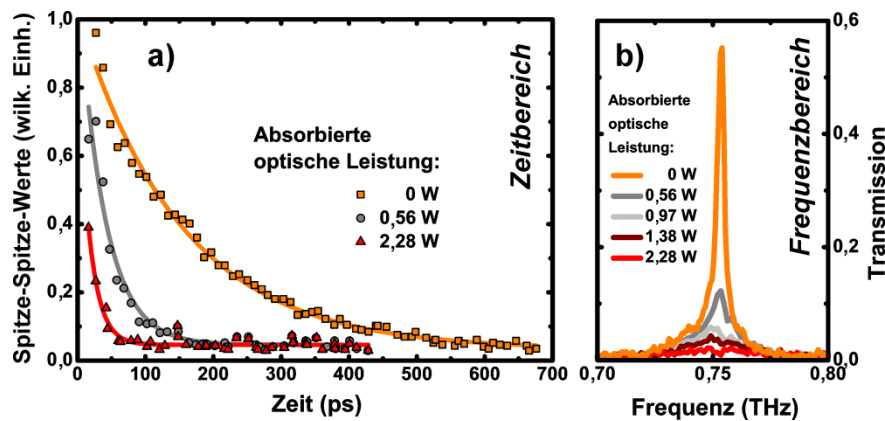 a)
Zeitbereich
Spitze-Spitze-Werte (wilk. Einh.)
1,0
0,8
0,6
0,4
0,2
0,0
Absorbierte
optische Leistung:
0 W
0,56 W
2,28 W
0 100 200 300 400 500 600 700
Zeit (ps)
b)
Frequenzbereich
Absorbierte
optische
Leistung:
0 W
0,56 W
0,97 W
1,38 W
2,28 W
0,6
0,4
0,2
0,0
Transmission
0,70 0,75 0,80
Frequenz (THz)